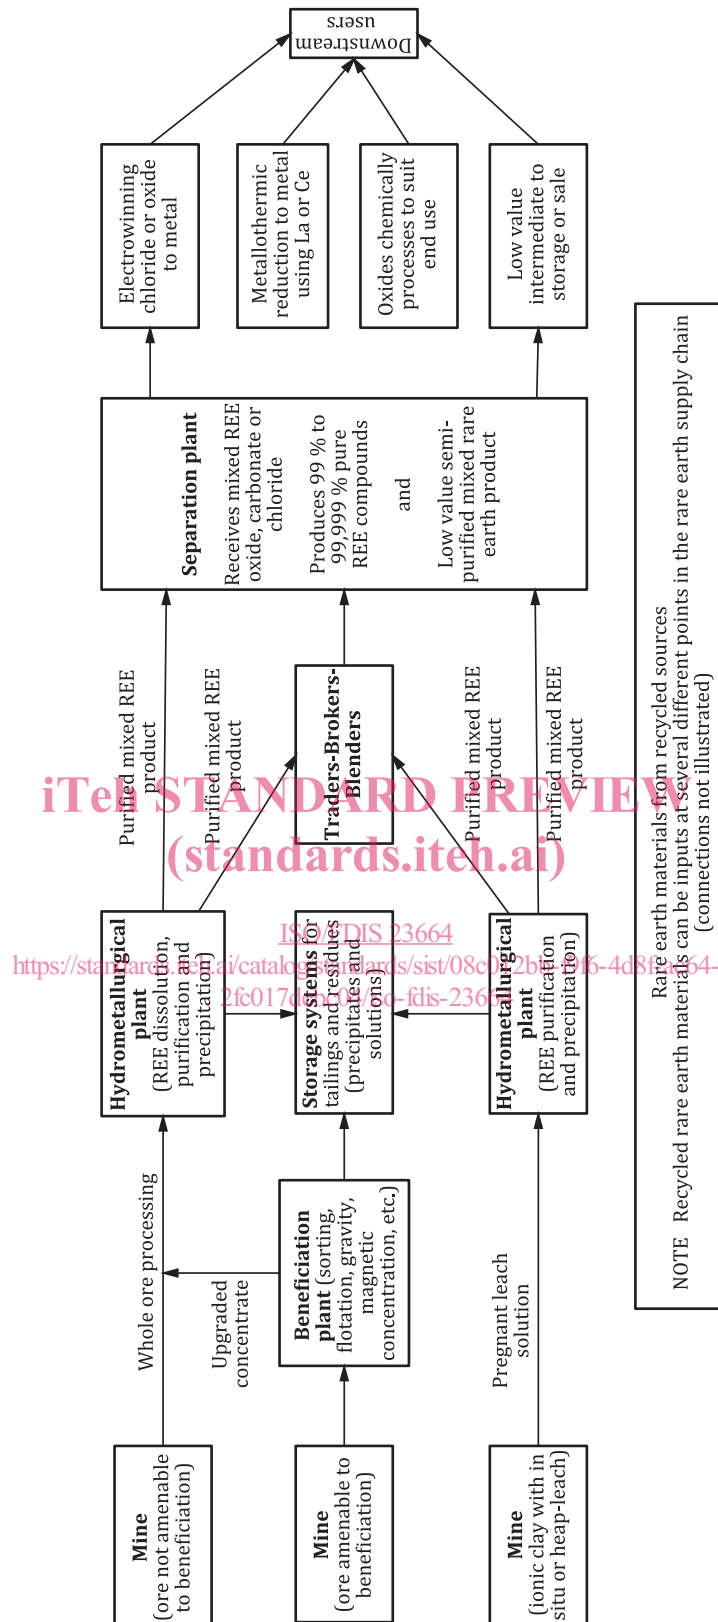 Mine
(ore not amenable
to beneficiation)
Mine
(ore amenable to
beneficiation)
Mine
(ionic clay with in
situ or heap-leach)
Whole ore processing
Upgraded
concentrate
Beneficiation
plant (sorting,
flotation, gravity,
magnetic
concentration, etc.)
Pregnant leach
solution
Hydrometallurgical
plant
(REE dissolution,
purification and
precipitation)
Storage systems for
tailings and residues
(precipitates and
solutions)
Hydrometallurgical
plant
(REE purification
and precipitation)
Purified mixed REE
product
Purified mixed REE
product
Traders-Brokers-
Blenders
Purified mixed REE
product
Purified mixed REE
product
Separation plant
Receives mixed REE
oxide, carbonate or
chloride
Produces 99 % to
99,999 % pure
REE compounds
and
Low value semi-
purified mixed rare
earth product
Electrowinning
chloride or oxide
to metal
Metallothermic
reduction to metal
using La or Ce
Oxides chemically
processes to suit
end use
Low value
intermediate to
storage or sale
Downstream
users
Rare earth materials from recycled sources
NOTE Recycled rare earth materials can be inputs at several different points in the rare earth supply chain
(connections not illustrated)
iTeh STANDARD PREVIEW
(standards.iteh.ai)
ISO/FDIS 23664